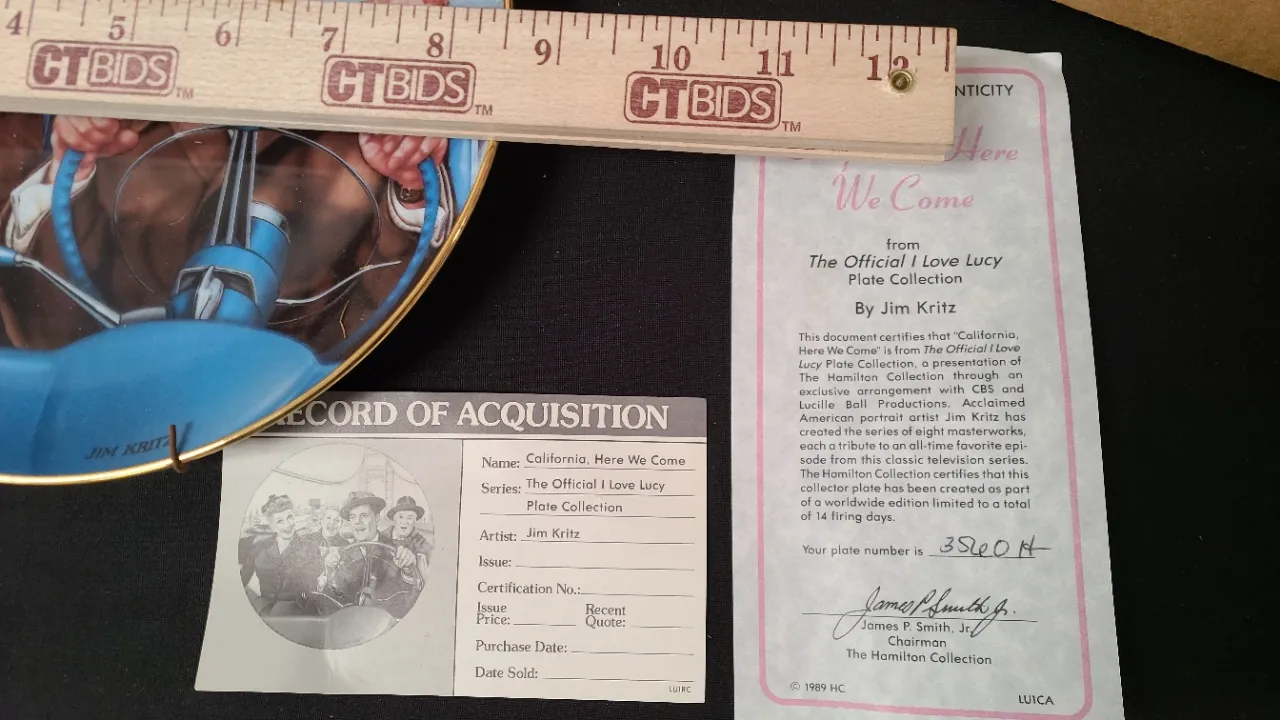 4 5 6 7 8 9 10 11 12
CTBIDS™ CTBIDS™ CTBIDS™
JIM KRITZ
RECORD OF ACQUISITION
Name: California, Here We Come
Series: The Official I Love Lucy
Plate Collection
Artist: Jim Kritz
Issue:
Certification No.:
Issue Price: Recent Quote:
Purchase Date:
Date Sold:
LU1RC
NTICITY
Here
We Come
from
The Official I Love Lucy
Plate Collection
By Jim Kritz
This document certifies that "California,
Here We Come" is from The Official I Love
Lucy Plate Collection, a presentation of
The Hamilton Collection through an
exclusive arrangement with CBS and
Lucille Ball Productions. Acclaimed
American portrait artist Jim Kritz has
created the series of eight masterworks,
each a tribute to an all-time favorite epi-
sode from this classic television series.
The Hamilton Collection certifies that this
collector plate has been created as part
of a worldwide edition limited to a total
of 14 firing days.
Your plate number is
James P Smith Jr.
James P. Smith, Jr.
Chairman
The Hamilton Collection
© 1989 HC
LU1CA